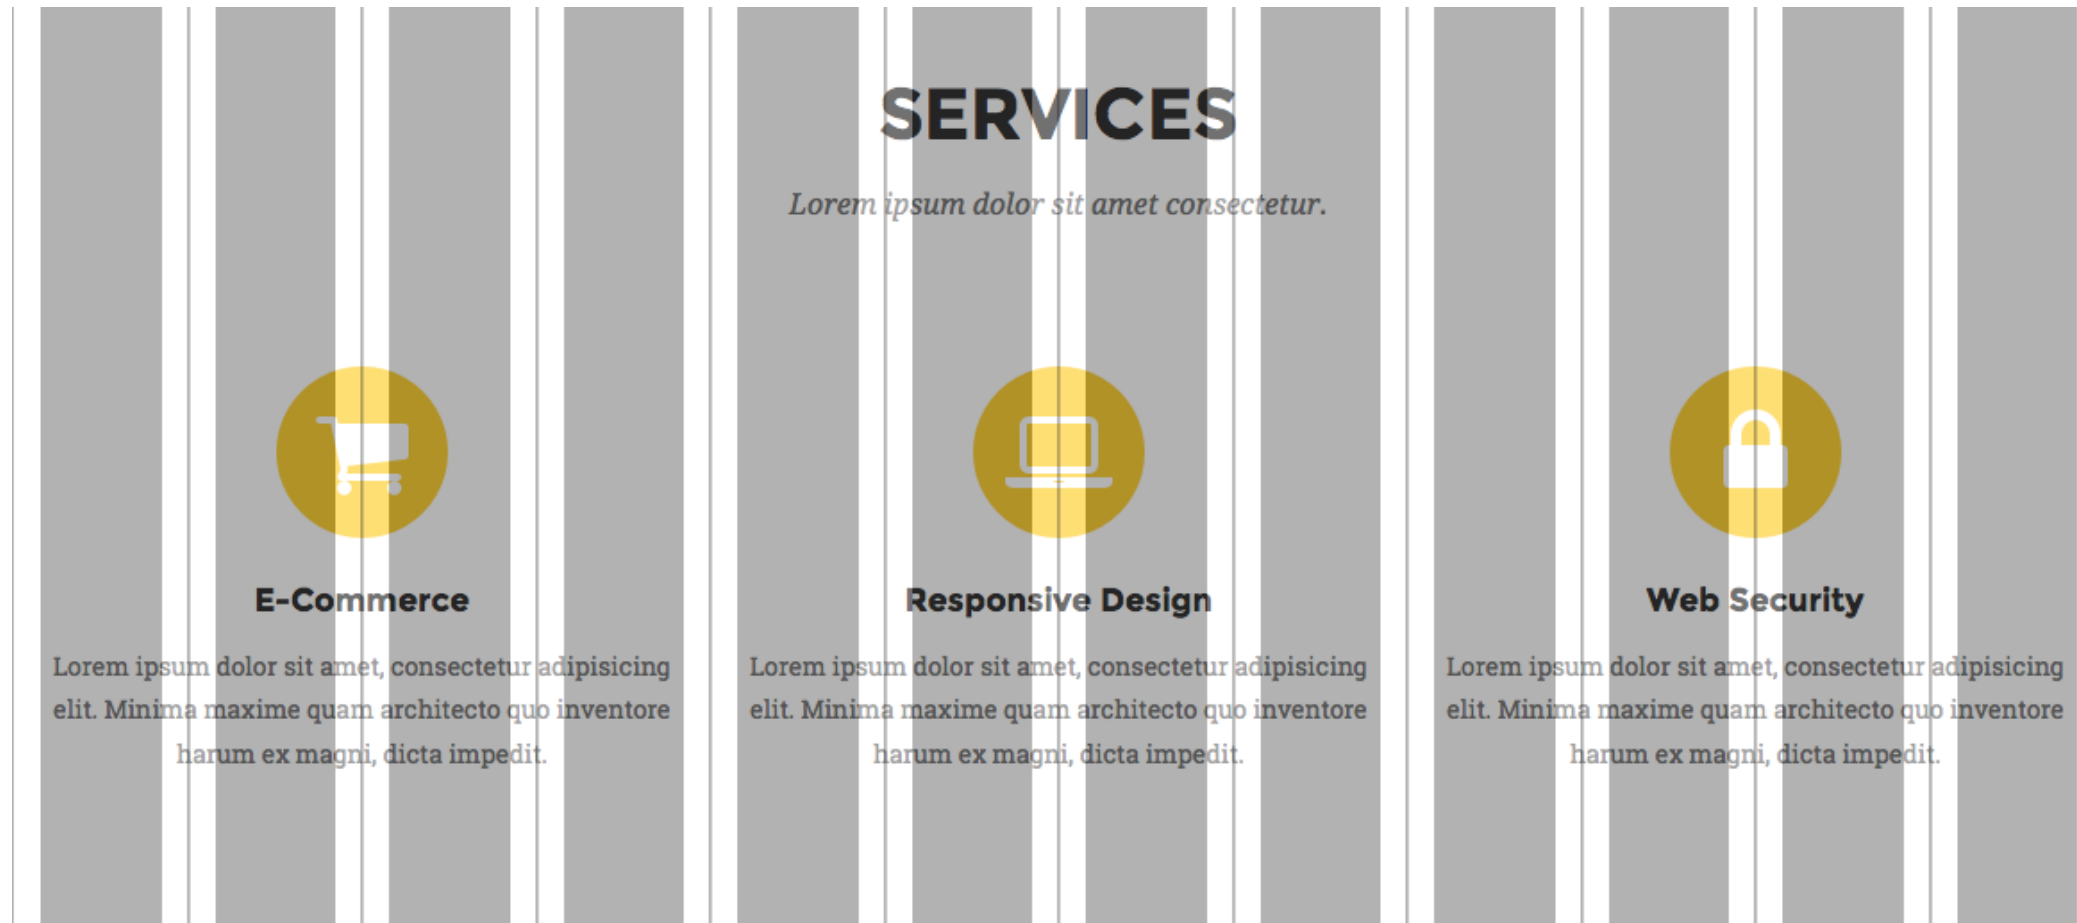 SERVICES
Lorem ipsum dolor sit amet consectetur.
E-Commerce
Lorem ipsum dolor sit amet, consectetur adipisicing
elit. Minima maxime quam architecto quo inventore
harum ex magni, dicta impedit.
Responsive Design
Lorem ipsum dolor sit amet, consectetur adipisicing
elit. Minima maxime quam architecto quo inventore
harum ex magni, dicta impedit.
Web Security
Lorem ipsum dolor sit amet, consectetur adipisicing
elit. Minima maxime quam architecto quo inventore
harum ex magni, dicta impedit.